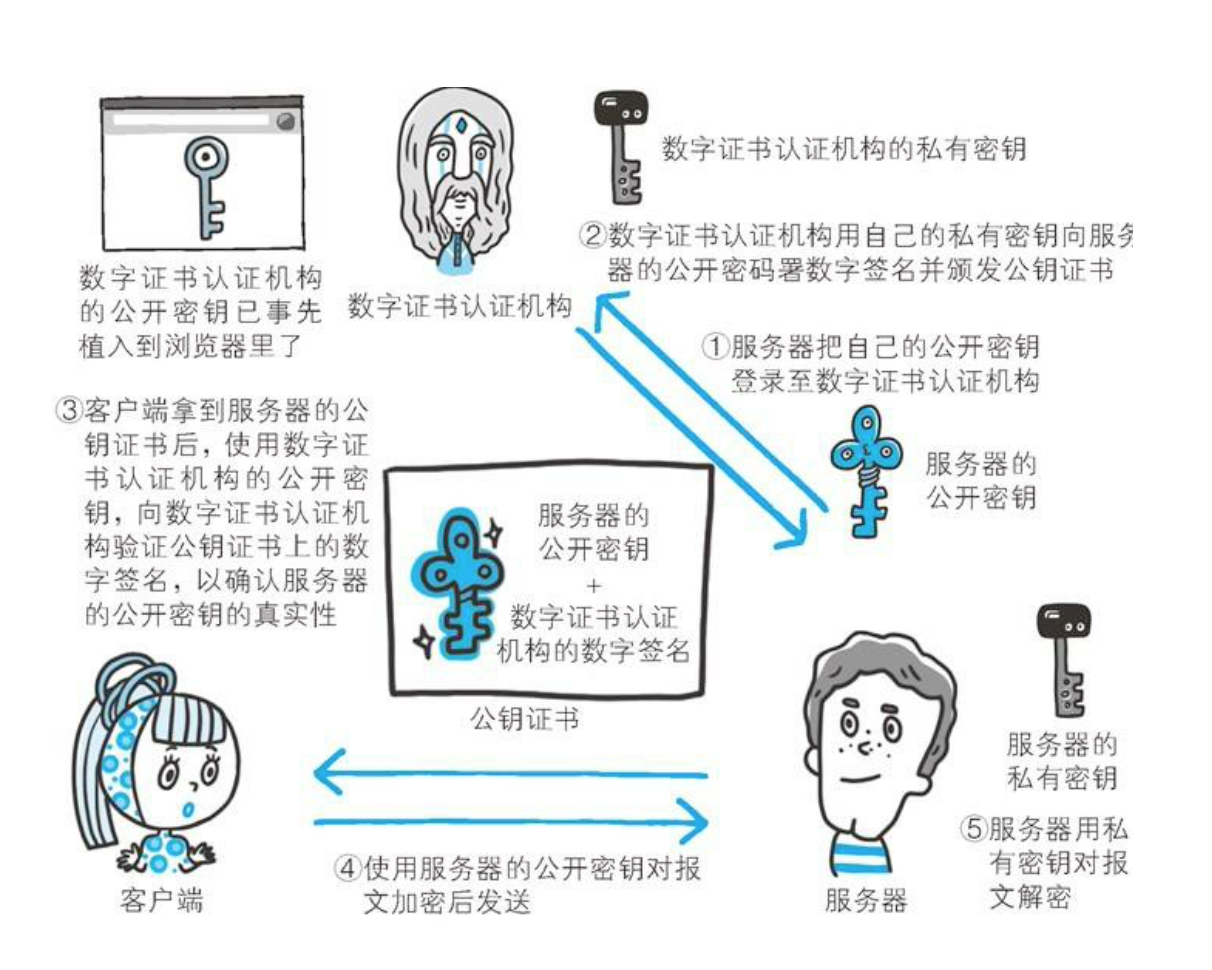 数字证书认证机构
的公开密钥已事先
植入到浏览器里了
数字证书认证机构
数字证书认证机构的私有密钥
②数字证书认证机构用自己的私有密钥向服务
器的公开密码署数字签名并颁发公钥证书
①服务器把自己的公开密钥
登录至数字证书认证机构
服务器的
公开密钥
③客户端拿到服务器的公
钥证书后，使用数字证
书认证机构的公开密
钥，向数字证书认证机
构验证公钥证书上的数
字签名，以确认服务器
的公开密钥的真实性
服务器的
公开密钥
+
数字证书认证
机构的数字签名
公钥证书
客户端
④使用服务器的公开密钥对报
文加密后发送
服务器
服务器的
私有密钥
⑤服务器用私
有密钥对报
文解密